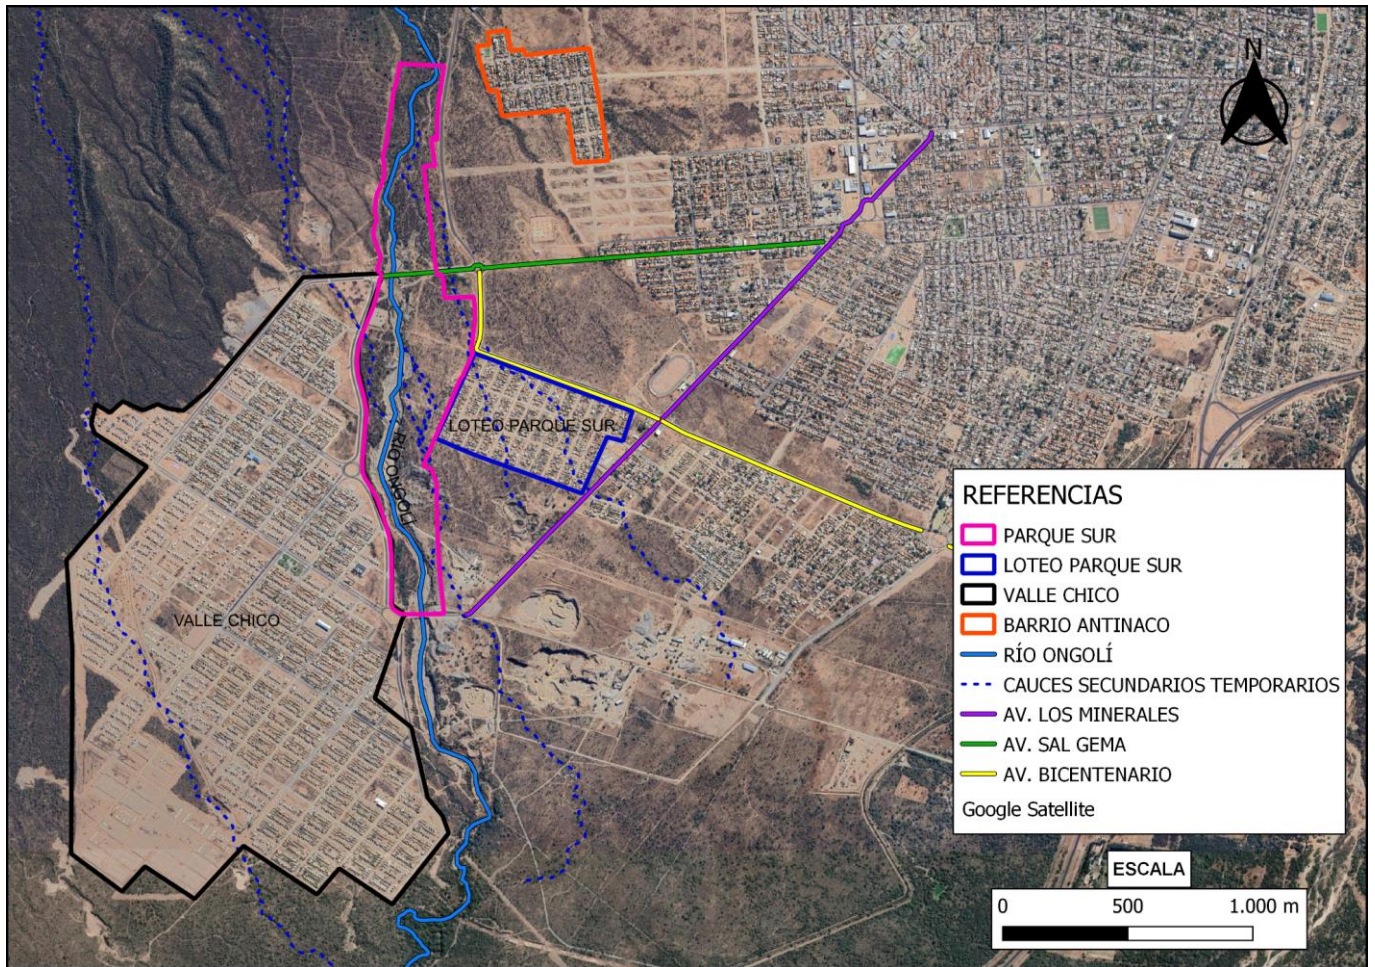 N
LOTEO PARQUE SUR
RÍO ONGOLÍ
VALLE CHICO
REFERENCIAS
PARQUE SUR
LOTEO PARQUE SUR
VALLE CHICO
BARRIO ANTINACO
RÍO ONGOLÍ
CAUCES SECUNDARIOS TEMPORARIOS
AV. LOS MINERALES
AV. SAL GEMA
AV. BICENTENARIO
Google Satellite
ESCALA
0 500 1.000 m